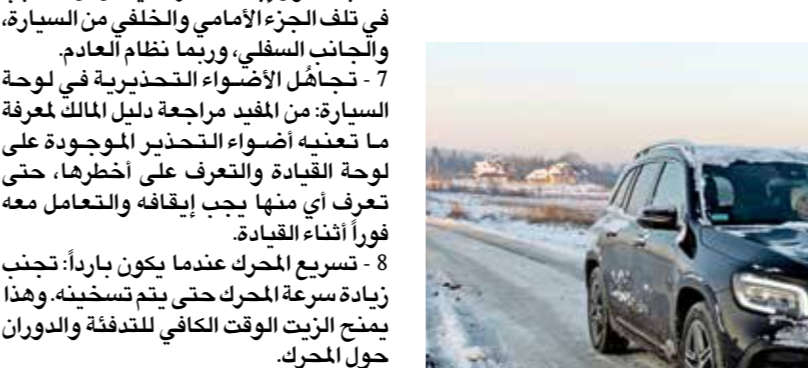 في تلف الجزء الأمامي والخلفي من السيارة،
والجانب السفلي، وربما نظام العادم.
7 - تجاهُل الأضواء التحذيرية في لوحة
السيارة: من المفيد مراجعة دليل المالك لمعرفة
ما تعنيه أضواء التحذير الموجودة على
لوحة القيادة والتعرف على أخطرها، حتى
تعرف أي منها يجب إيقافه والتعامل معه
فوراً أثناء القيادة.
8 - تسريع المحرك عندما يكون بارداً: تجنب
زيادة سرعة المحرك حتى يتم تسخينه. وهذا
يمنح الزيت الوقت الكافي للتدفئة والدوران
حول المحرك.